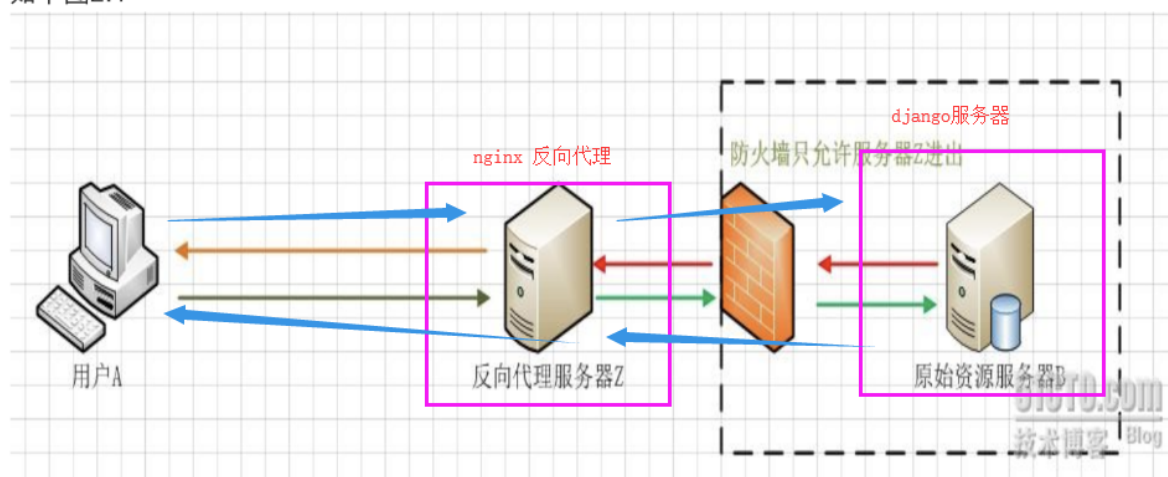 django服务器
nginx 反向代理
防火墙只允许服务器Z进出
用户A
反向代理服务器Z
原始资源服务器B
51CTO.com
技术博客 Blog